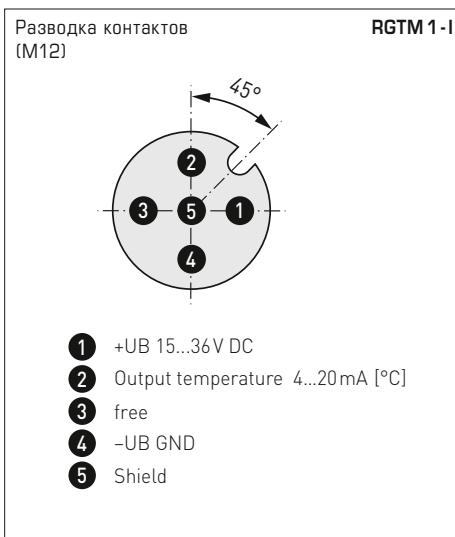 Разводка контактов RGTM 1 - I
(M12)
45°
2
3 5 1
4
1 +UB 15...36 V DC
2 Output temperature 4...20 mA [°C]
3 free
4 –UB GND
5 Shield